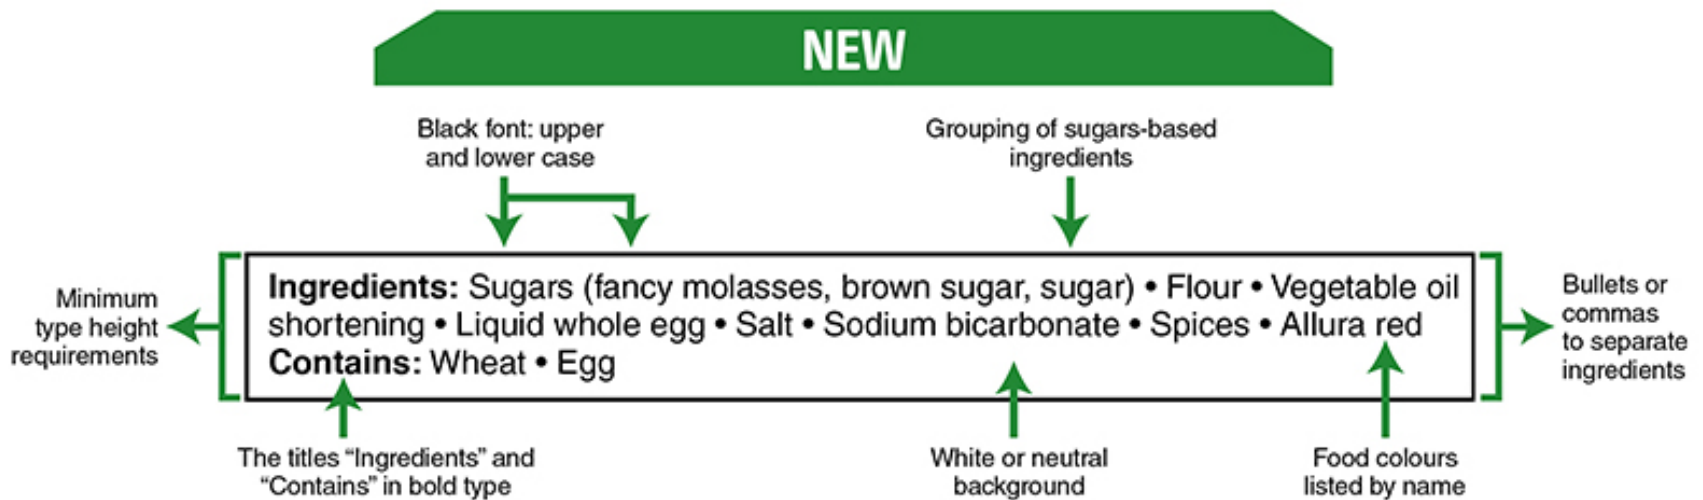 NEW
Black font: upper
and lower case
Grouping of sugars-based
ingredients
Minimum
type height
requirements
Ingredients: Sugars (fancy molasses, brown sugar, sugar) • Flour • Vegetable oil
shortening • Liquid whole egg • Salt • Sodium bicarbonate • Spices • Allura red
Contains: Wheat • Egg
Bullets or
commas
to separate
ingredients
The titles “Ingredients” and
“Contains” in bold type
White or neutral
background
Food colours
listed by name